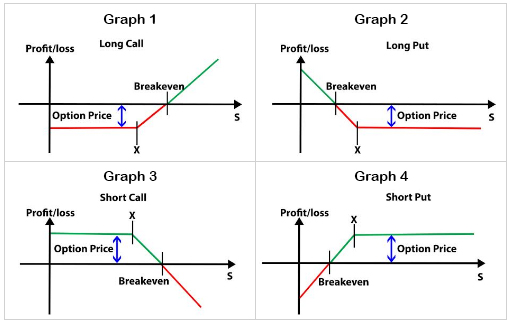 Graph 1
Long Call
Profit/loss
Breakeven
Option Price
S
X
Graph 2
Long Put
Profit/loss
Breakeven
Option Price
S
X
Graph 3
Short Call
Profit/loss
X
Option Price
Breakeven
S
Graph 4
Short Put
Profit/loss
X
Option Price
Breakeven
S